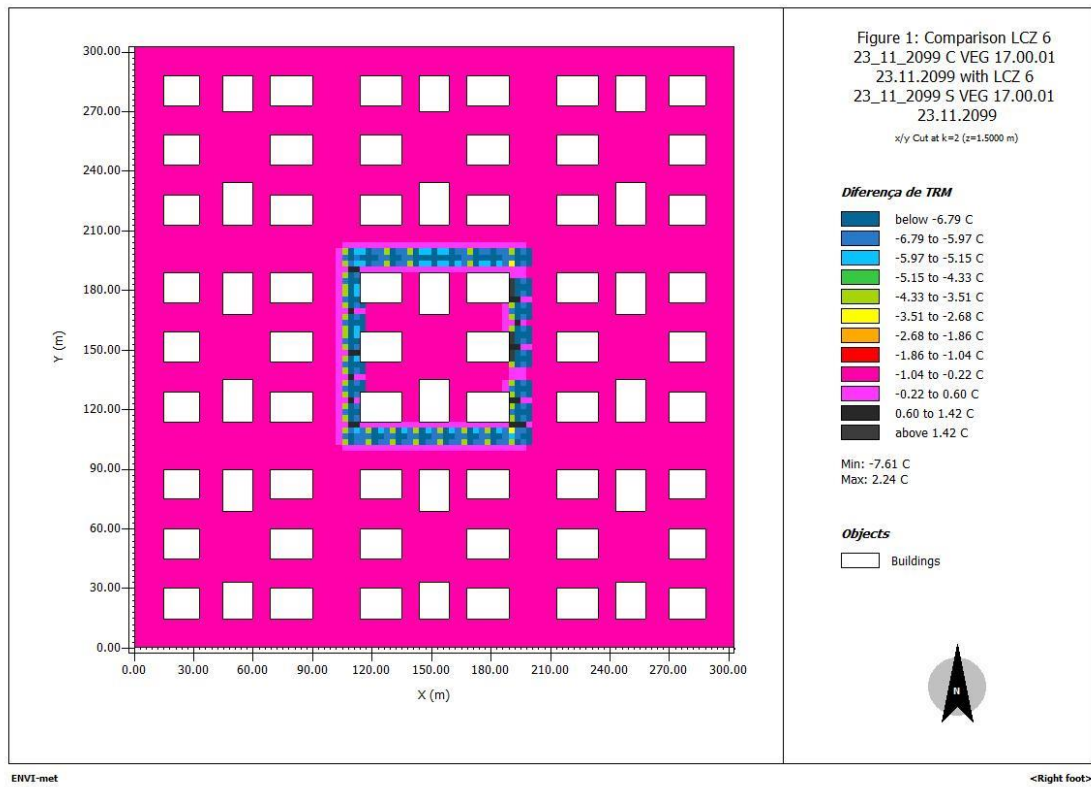 Figure 1: Comparison LCZ 6
23_11_2099 C VEG 17.00.01
23.11.2099 with LCZ 6
23_11_2099 S VEG 17.00.01
23.11.2099
x/y Cut at k=2 (z=1.5000 m)
Diferença de TRM
below -6.79 C
-6.79 to -5.97 C
-5.97 to -5.15 C
-5.15 to -4.33 C
-4.33 to -3.51 C
-3.51 to -2.68 C
-2.68 to -1.86 C
-1.86 to -1.04 C
-1.04 to -0.22 C
-0.22 to 0.60 C
0.60 to 1.42 C
above 1.42 C
Min: -7.61 C
Max: 2.24 C
Objects
Buildings
N
300.00
270.00
240.00
210.00
180.00
150.00
120.00
90.00
60.00
30.00
0.00
Y (m)
0.00 30.00 60.00 90.00 120.00 150.00 180.00 210.00 240.00 270.00 300.00
X (m)
ENVI-met
<Right foot>